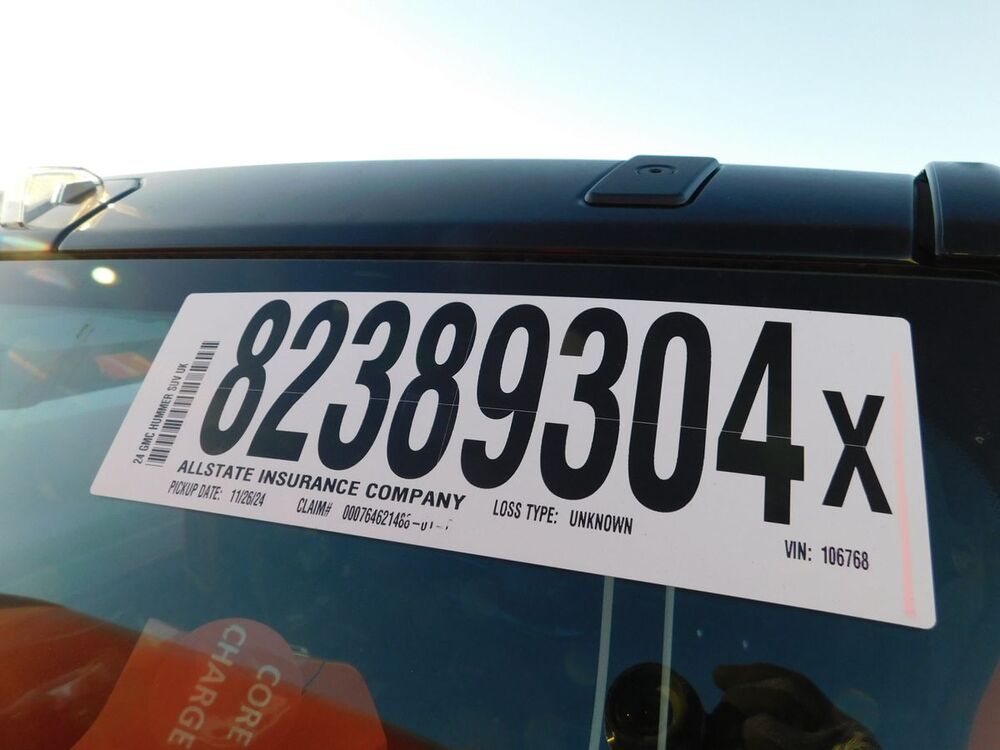 82389304 X
24 GMC HUMMER SUV UK
ALLSTATE INSURANCE COMPANY
PICKUP DATE: 11/26/24
CLAIM# LOSS TYPE: UNKNOWN
VIN: 106768
CORE
CHARGE